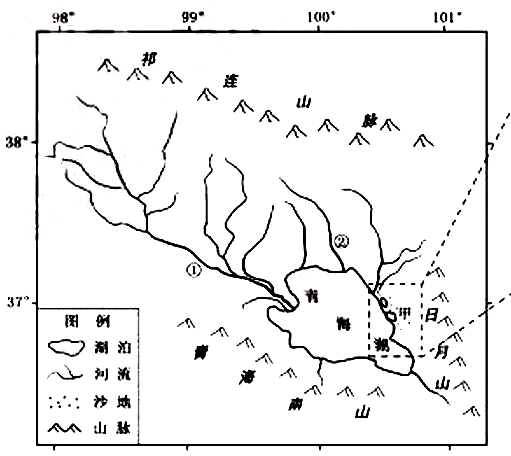 98° 99° 100° 101°
祁连山脉
38°
②
①
青海湖
甲
日月山
37°
青海南山
图例
湖泊
河流
沙地
山脉